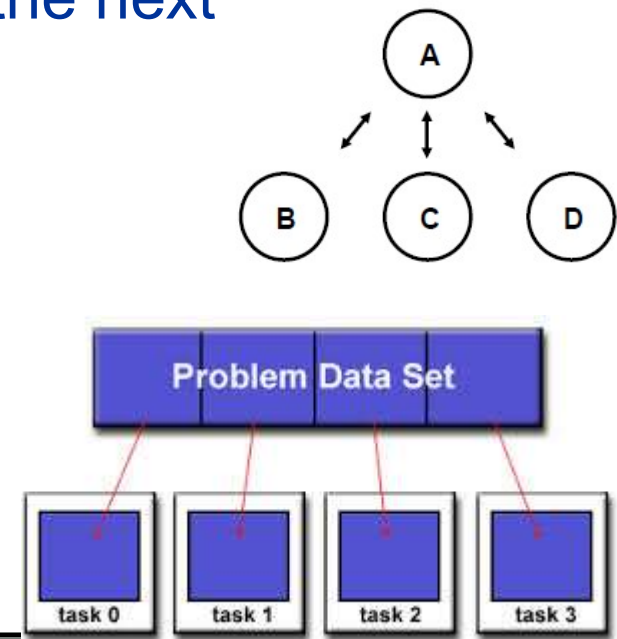 the next
A
B C D
Problem Data Set
task 0 task 1 task 2 task 3